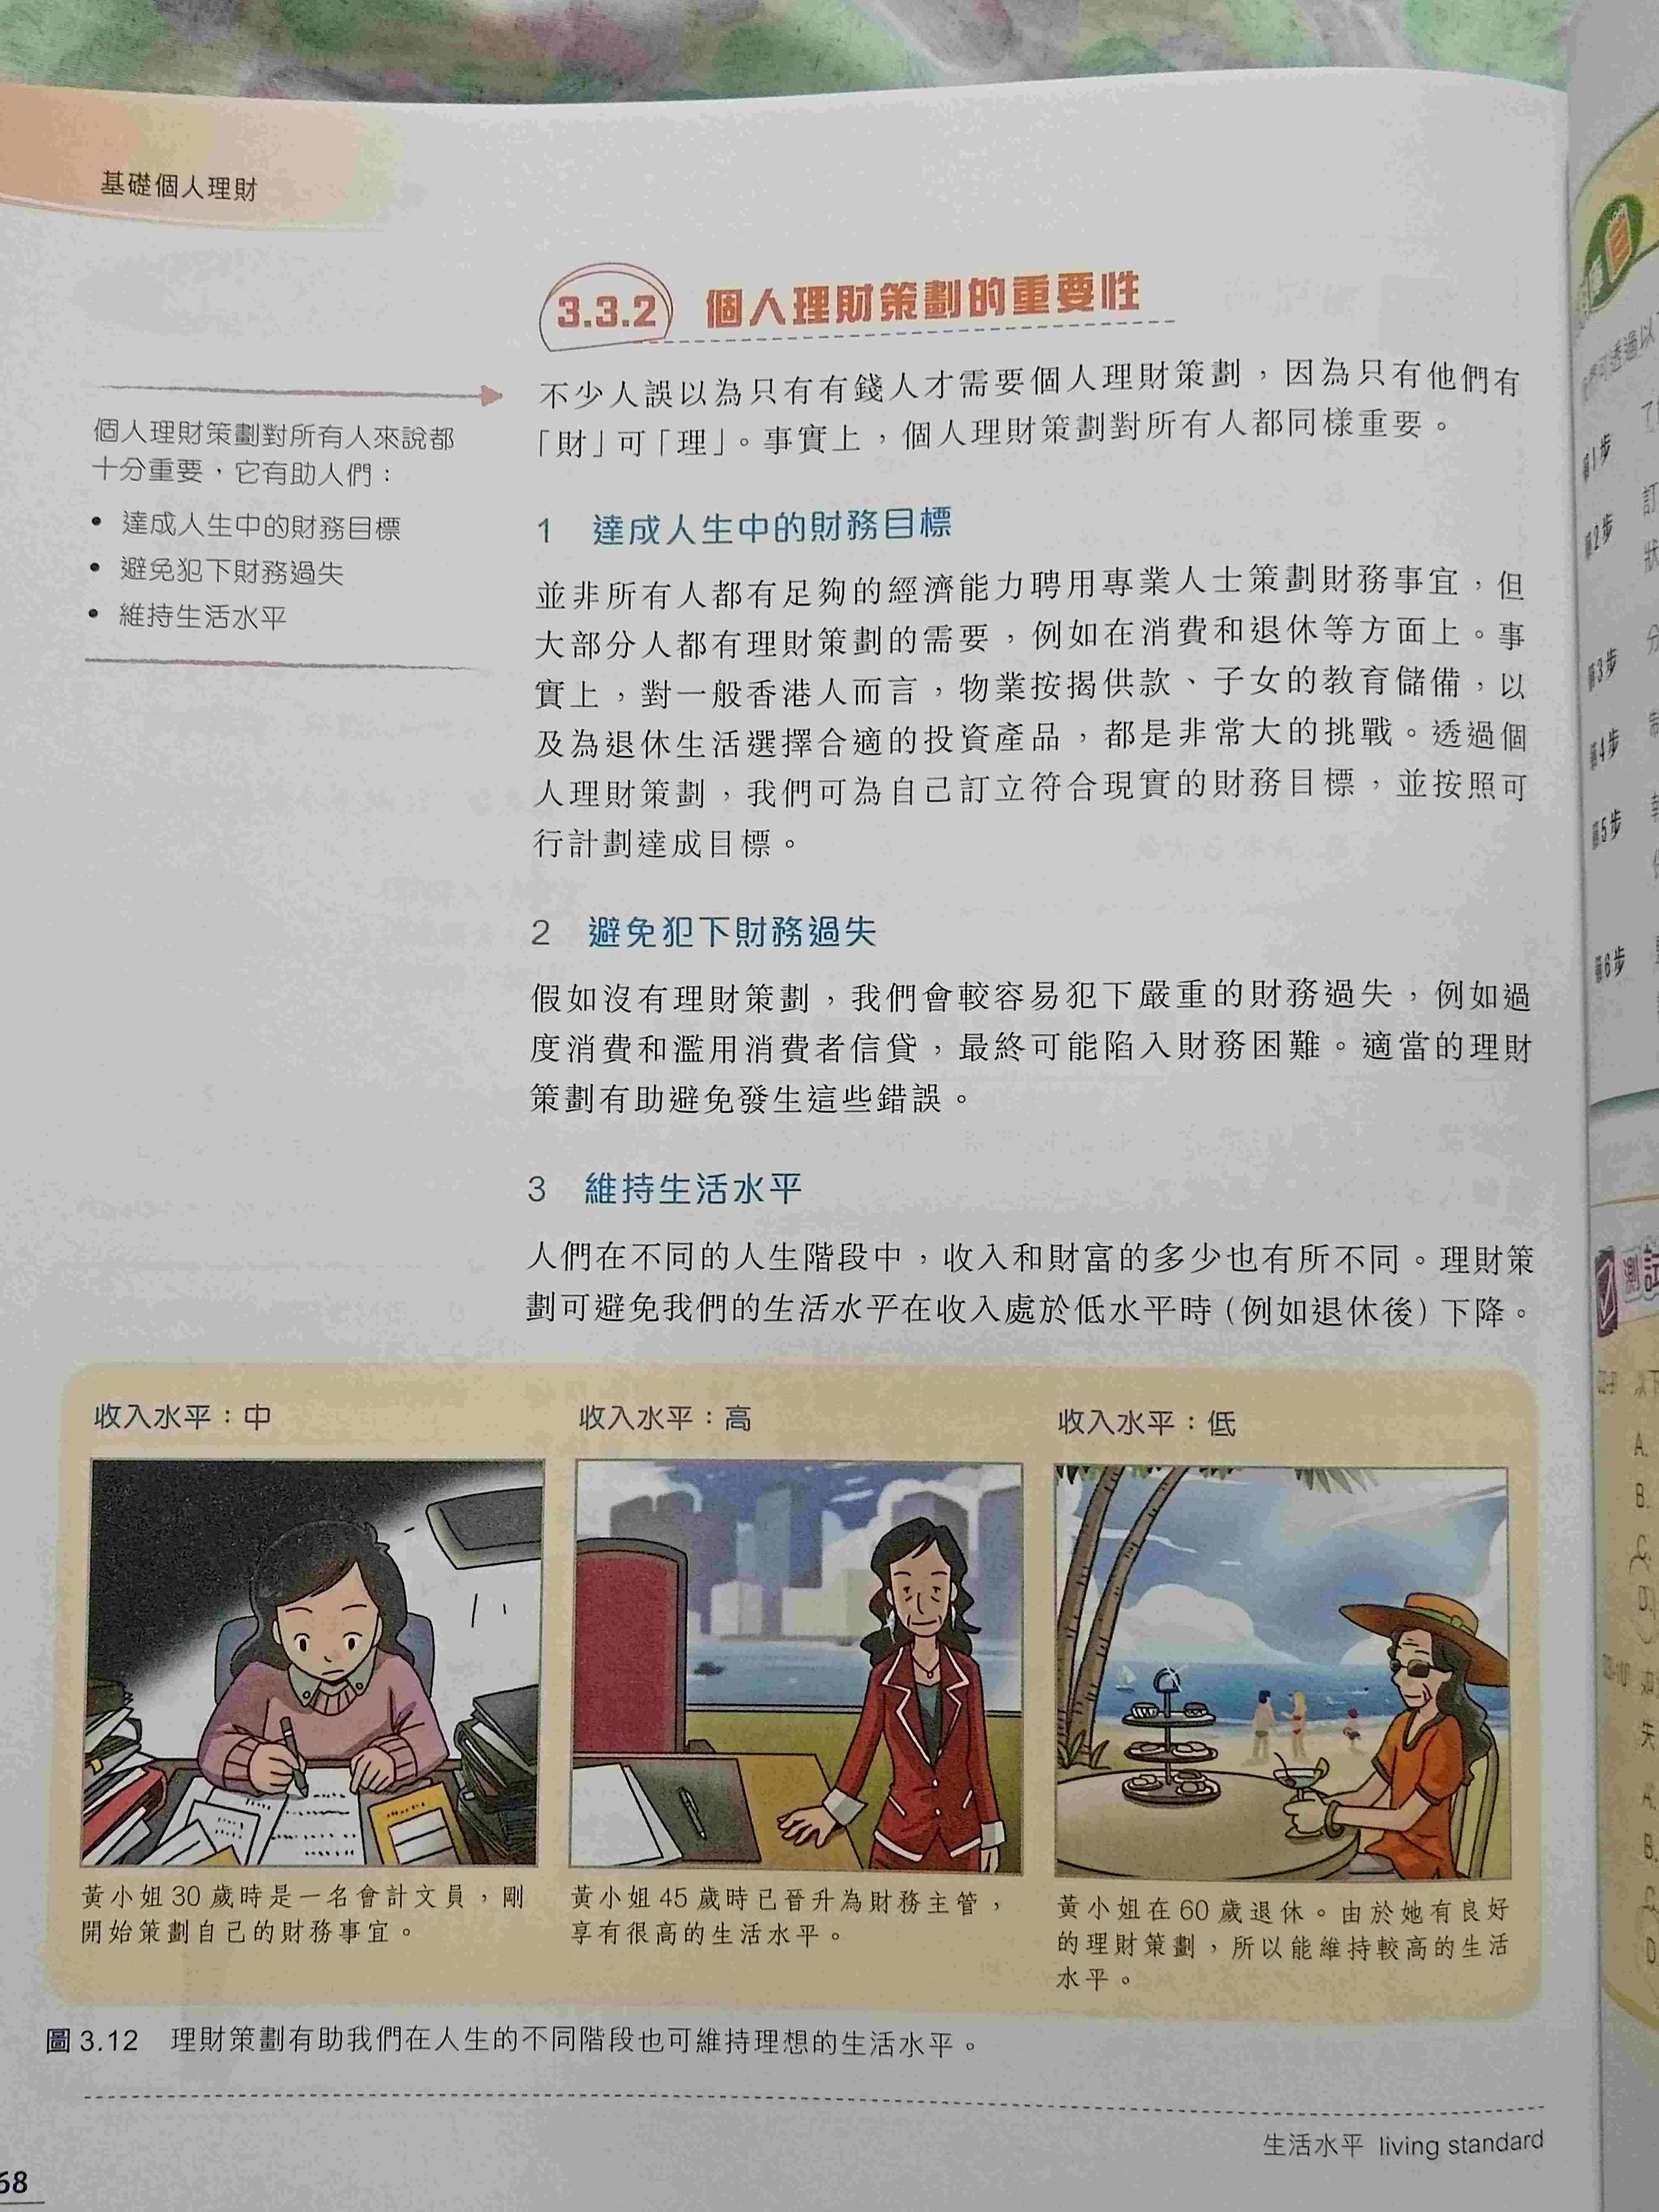 基礎個人理財
3.3.2 個人理財策劃的重要性
個人理財策劃對所有人來說都
十分重要，它有助人們：
• 達成人生中的財務目標
• 避免犯下財務過失
• 維持生活水平
不少人誤以為只有有錢人才需要個人理財策劃，因為只有他們有
「財」可「理」。事實上，個人理財策劃對所有人都同樣重要。
1 達成人生中的財務目標
並非所有人都有足夠的經濟能力聘用專業人士策劃財務事宜，但
大部分人都有理財策劃的需要，例如在消費和退休等方面上。事
實上，對一般香港人而言，物業按揭供款、子女的教育儲備，以
及為退休生活選擇合適的投資產品，都是非常大的挑戰。透過個
人理財策劃，我們可為自己訂立符合現實的財務目標，並按照可
行計劃達成目標。
2 避免犯下財務過失
假如沒有理財策劃，我們會較容易犯下嚴重的財務過失，例如過
度消費和濫用消費者信貸，最終可能陷入財務困難。適當的理財
策劃有助避免發生這些錯誤。
3 維持生活水平
人們在不同的人生階段中，收入和財富的多少也有所不同。理財策
劃可避免我們的生活水平在收入處於低水平時（例如退休後）下降。
收入水平：中
黃小姐 30 歲時是一名會計文員，剛
開始策劃自己的財務事宜。
收入水平：高
黃小姐 45 歲時已晉升為財務主管，
享有很高的生活水平。
收入水平：低
黃小姐在 60 歲退休。由於她有良好
的理財策劃，所以能維持較高的生活
水平。
圖 3.12 理財策劃有助我們在人生的不同階段也可維持理想的生活水平。
生活水平 living standard
68
可透過以
第1步
第2步
第3步
第4步
第5步
第6步
測試
A.
B.
A.
B.